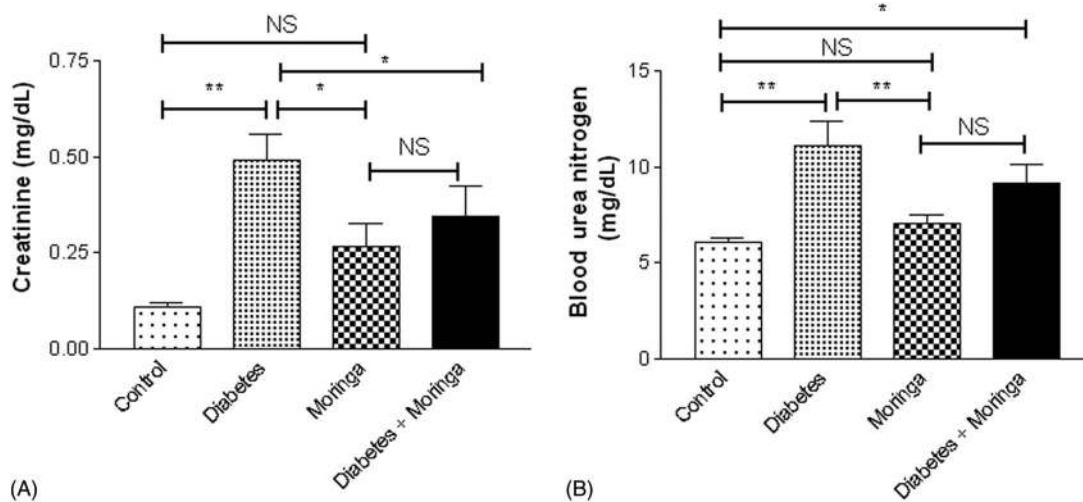 NS
*
** *
NS
Creatinine (mg/dL)
0.75
0.50
0.25
0.00
Control
Diabetes
Moringa
Diabetes + Moringa
(A)
*
NS
** **
NS
Blood urea nitrogen
(mg/dL)
15
10
5
0
Control
Diabetes
Moringa
Diabetes + Moringa
(B)